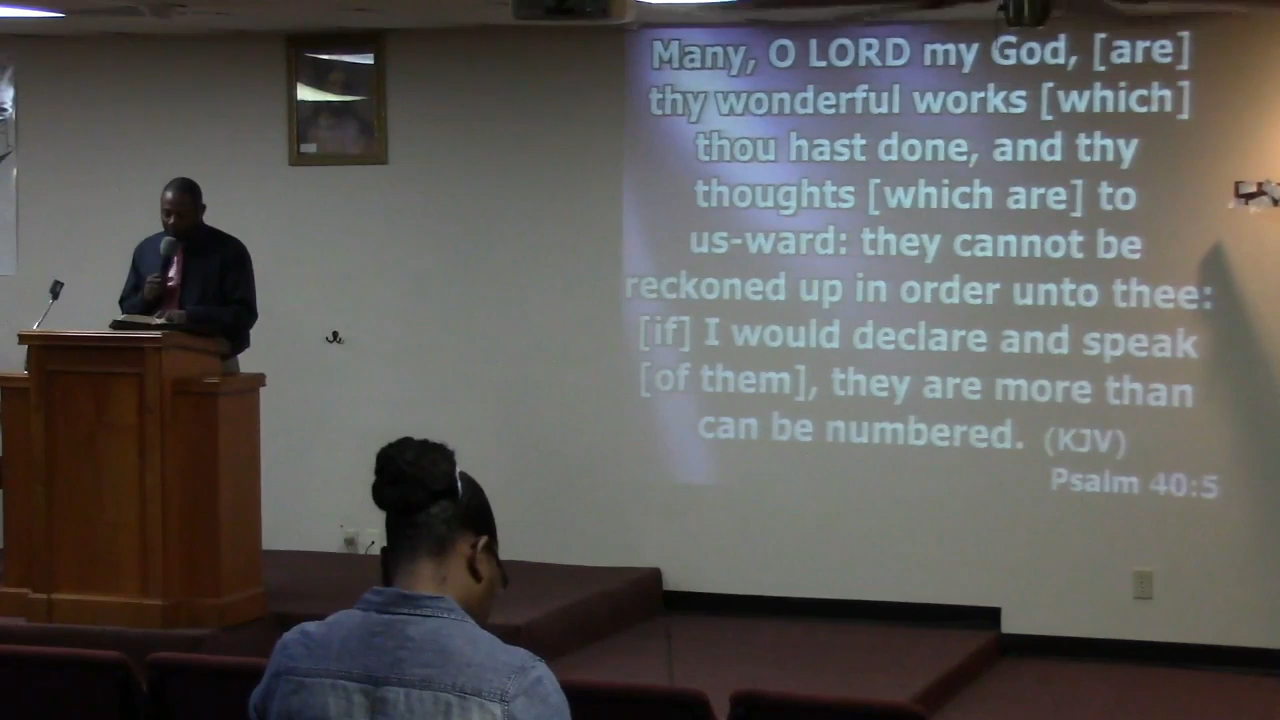 Many, O LORD my God, [are]
thy wonderful works [which]
thou hast done, and thy
thoughts [which are] to
us-ward: they cannot be
reckoned up in order unto thee:
[if] I would declare and speak
[of them], they are more than
can be numbered. (KJV)
Psalm 40:5